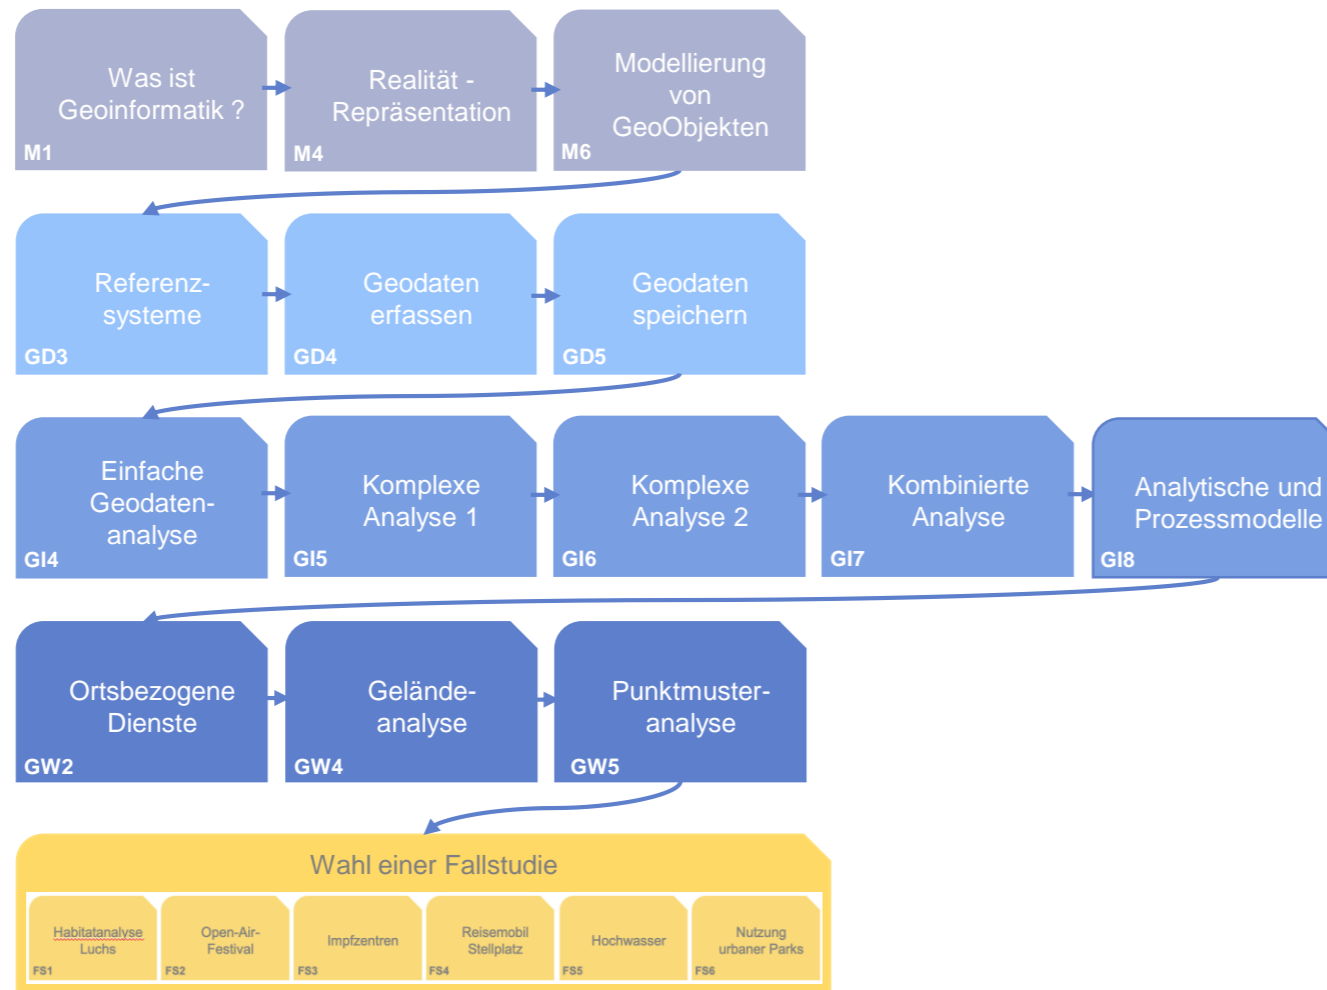 Was ist
Geoinformatik ?
M1
Realität -
Repräsentation
M4
Modellierung
von
GeoObjekten
M6
Referenz-
systeme
GD3
Geodaten
erfassen
GD4
Geodaten
speichern
GD5
Einfache
Geodaten-
analyse
GI4
Komplexe
Analyse 1
GI5
Komplexe
Analyse 2
GI6
Kombinierte
Analyse
GI7
Analytische und
Prozessmodelle
GI8
Ortsbezogene
Dienste
GW2
Gelände-
analyse
GW4
Punktmuster-
analyse
GW5
Wahl einer Fallstudie
Habitatanalyse
Luchs
FS1
Open-Air-
Festival
FS2
Impfzentren
FS3
Reisemobil
Stellplatz
FS4
Hochwasser
FS5
Nutzung
urbaner Parks
FS6